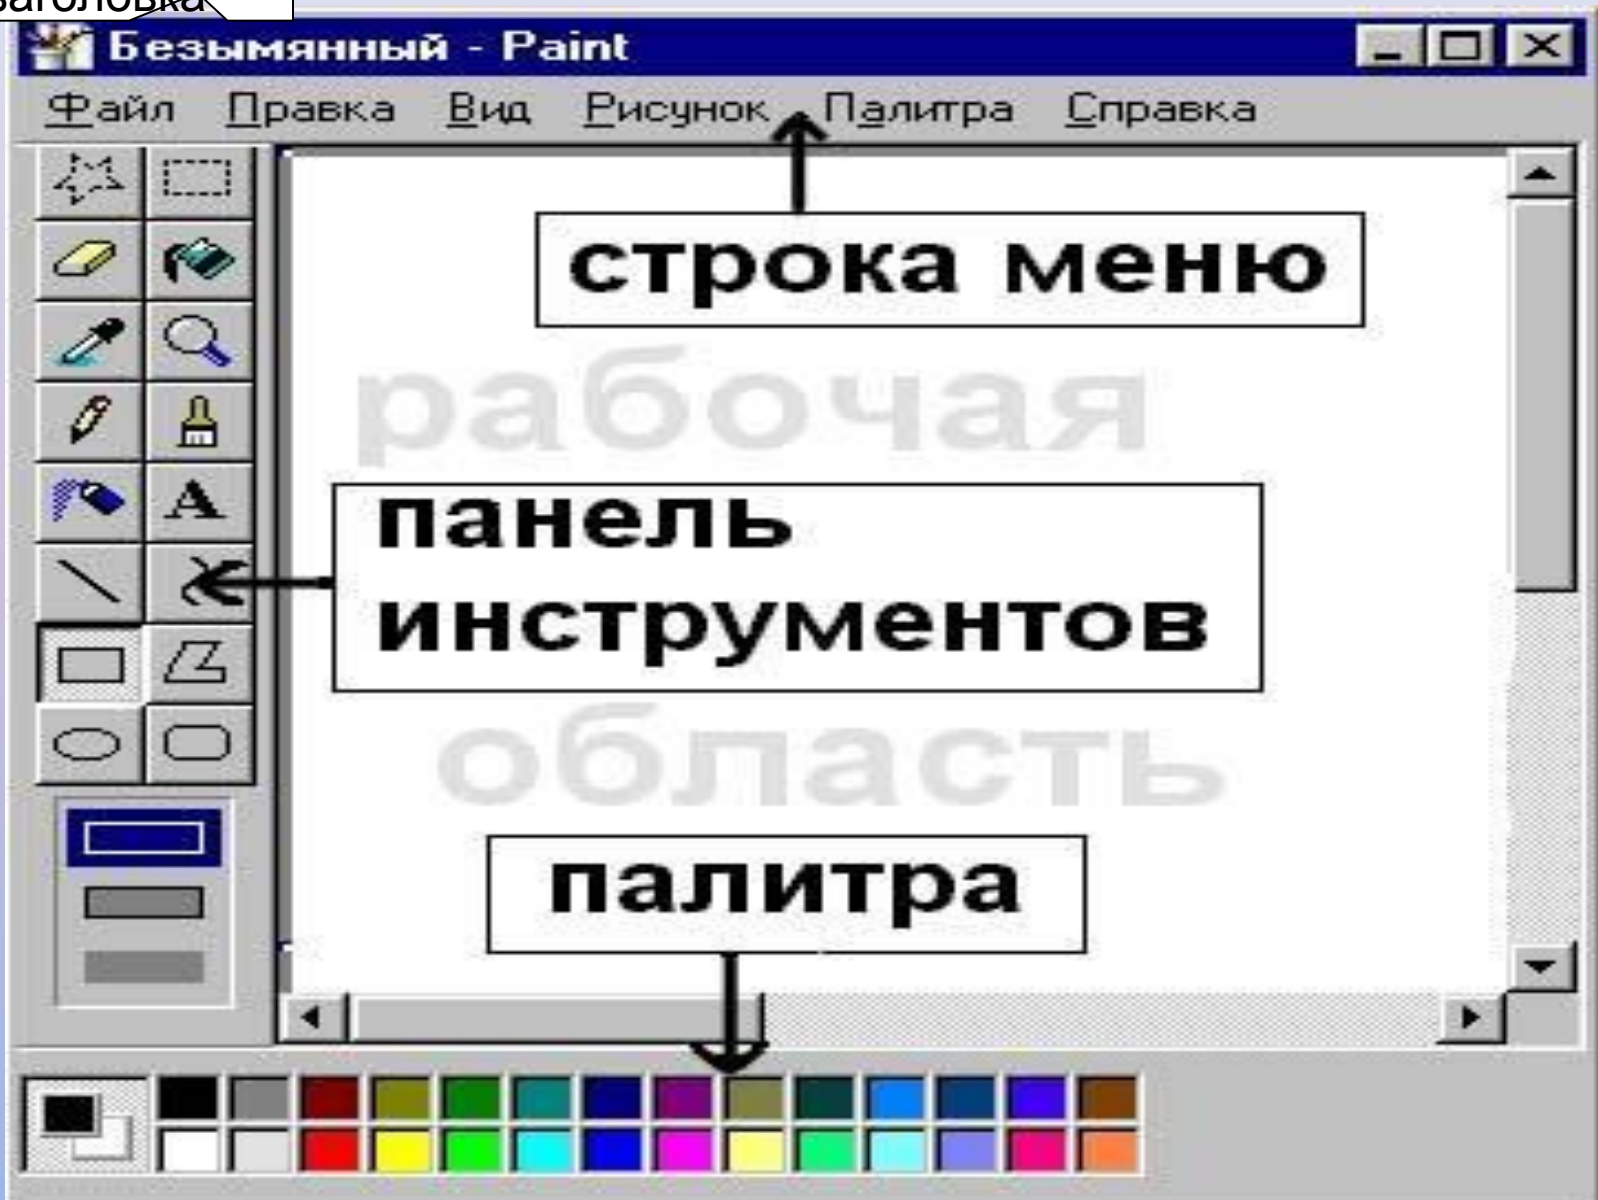 заголовка
Безымянный - Paint
Файл Правка Вид Рисунок Палитра Справка
строка меню
рабочая
A
панель
инструментов
область
палитра